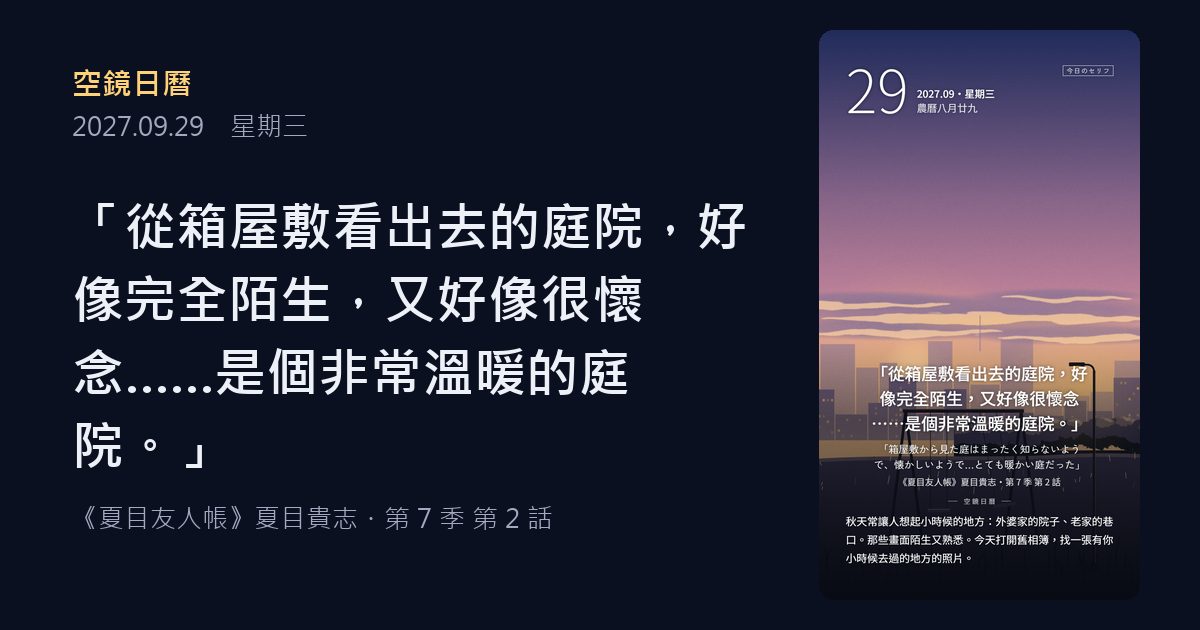 空鏡日曆
2027.09.29 星期三
「從箱屋敷看出去的庭院，好
像完全陌生，又好像很懷
念......是個非常溫暖的庭
院。」
《夏目友人帳》夏目貴志．第 7 季 第 2 話
29
2027.09・星期三
農曆八月廿九
今日のセリフ
「從箱屋敷看出去的庭院，好
像完全陌生，又好像很懷念
……是個非常溫暖的庭院。」
「箱屋敷から見た庭はまったく知らないよう
で、懐かしいようで…とても暖かい庭だった」
《夏目友人帳》夏目貴志・第 7 季 第 2 話
— 空鏡日曆 —
秋天常讓人想起小時候的地方：外婆家的院子、老家的巷
口。那些畫面陌生又熟悉。今天打開舊相簿，找一張有你
小時候去過的地方的照片。